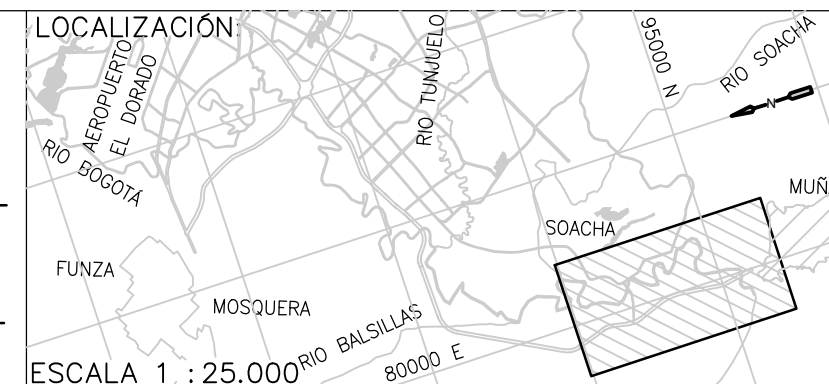 LOCALIZACIÓN:
AEROPUERTO
EL DORADO
RIO BOGOTÁ
RIO TUNJUELO
95000 N
RIO SOACHA
N
MUÑ
SOACHA
FUNZA
MOSQUERA
RIO BALSILLAS
80000 E
ESCALA 1 : 25.000